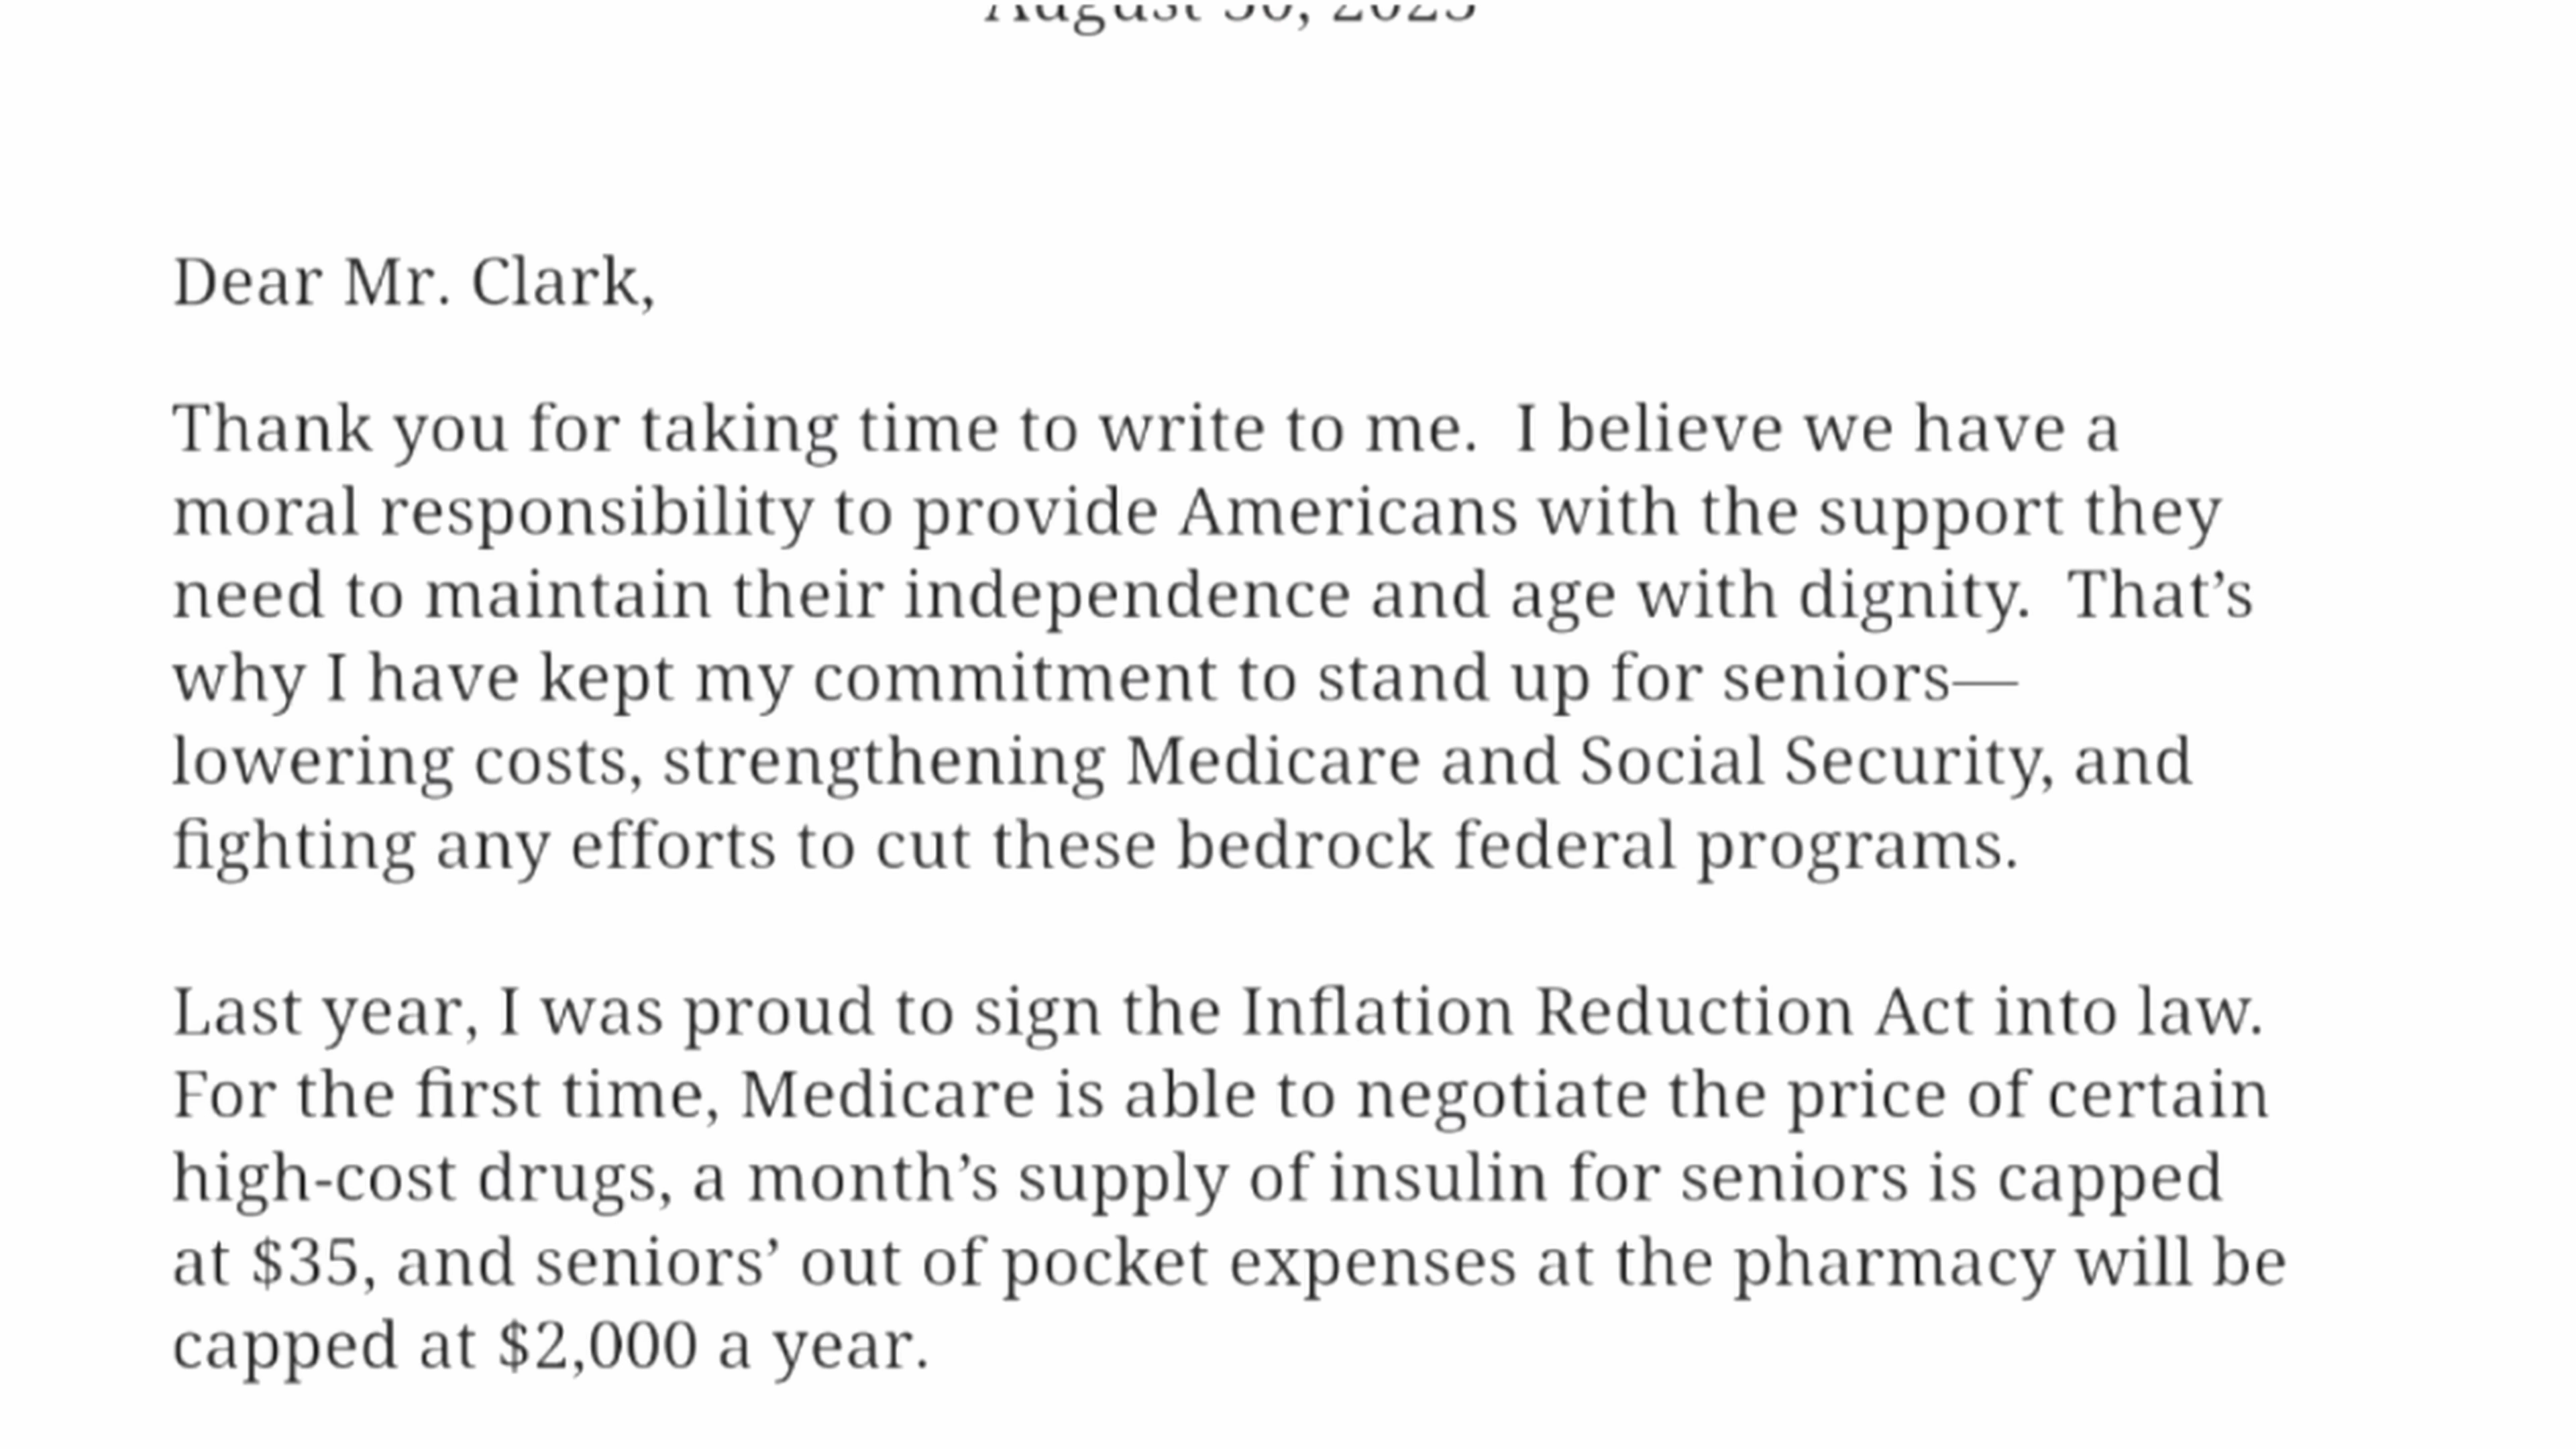 August 30, 2023
Dear Mr. Clark,
Thank you for taking time to write to me.  I believe we have a
moral responsibility to provide Americans with the support they
need to maintain their independence and age with dignity.  That’s
why I have kept my commitment to stand up for seniors—
lowering costs, strengthening Medicare and Social Security, and
fighting any efforts to cut these bedrock federal programs.
Last year, I was proud to sign the Inflation Reduction Act into law.
For the first time, Medicare is able to negotiate the price of certain
high-cost drugs, a month’s supply of insulin for seniors is capped
at $35, and seniors’ out of pocket expenses at the pharmacy will be
capped at $2,000 a year.